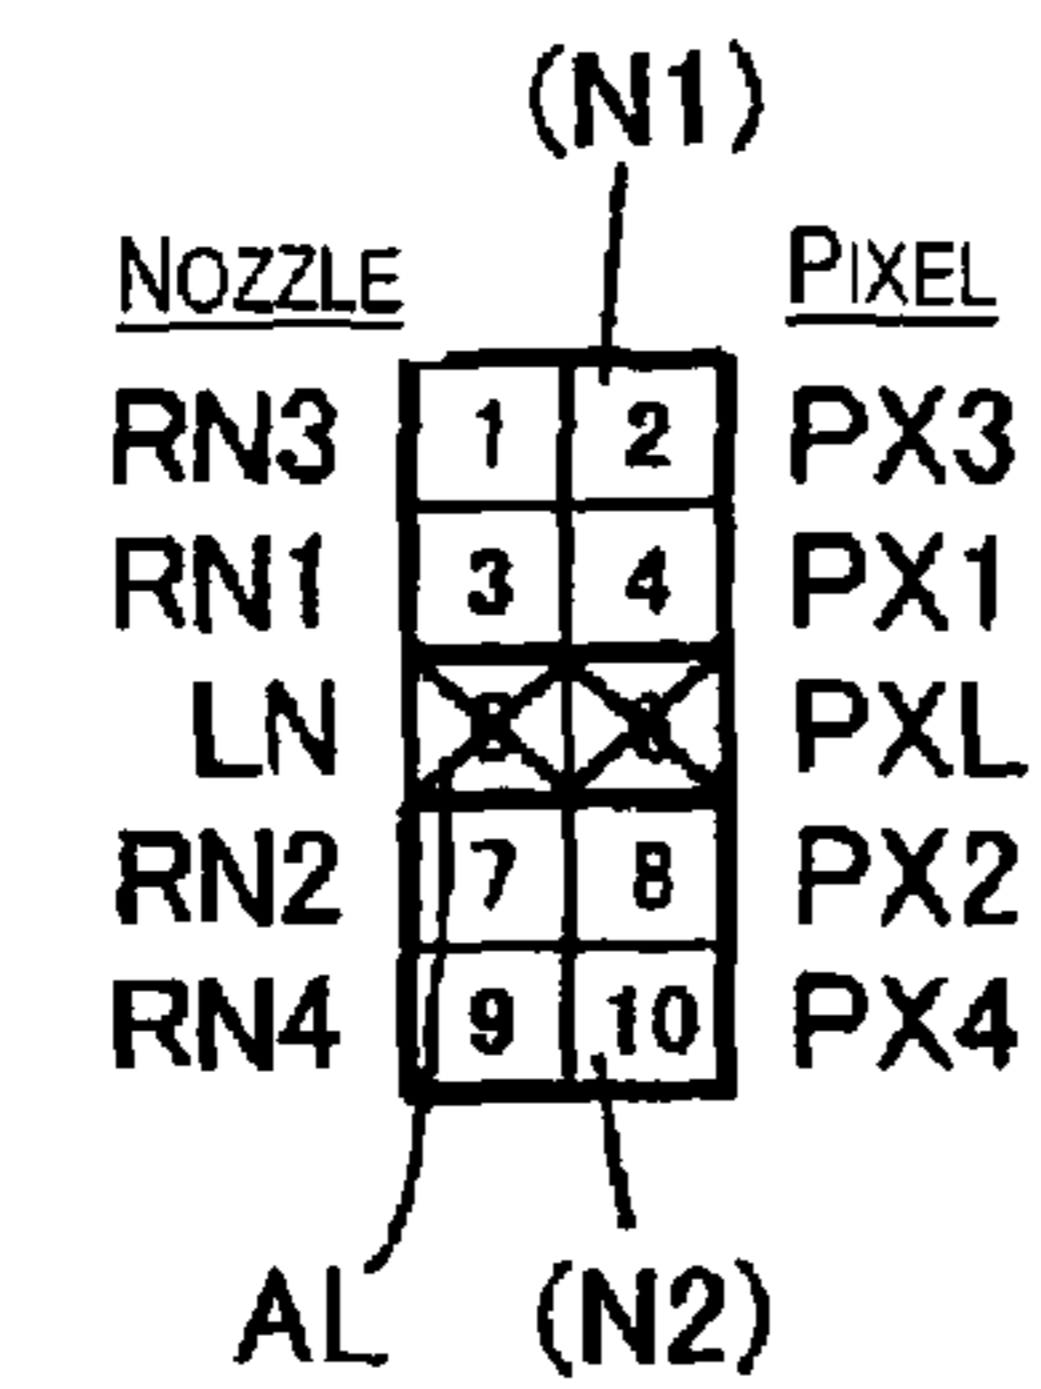 (N1)
NOZZLE PIXEL
RN3 1 2 PX3
RN1 3 4 PX1
LN PXL
RN2 7 8 PX2
RN4 9 10 PX4
AL (N2)